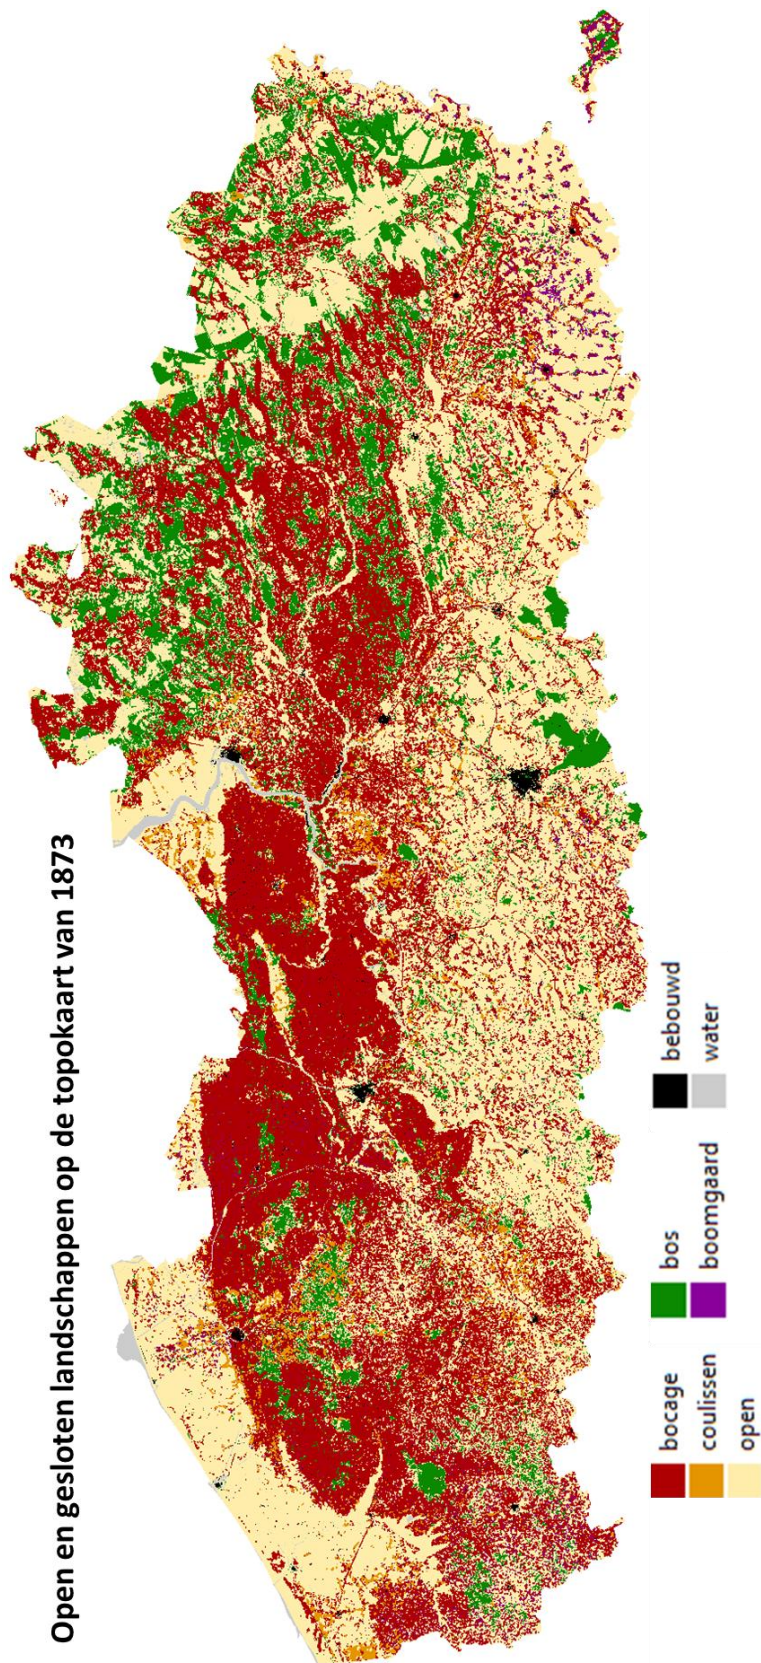 Open en gesloten landschappen op de topokaart van 1873
bocage
coulissen
open
bos
boomgaard
bebouwd
water